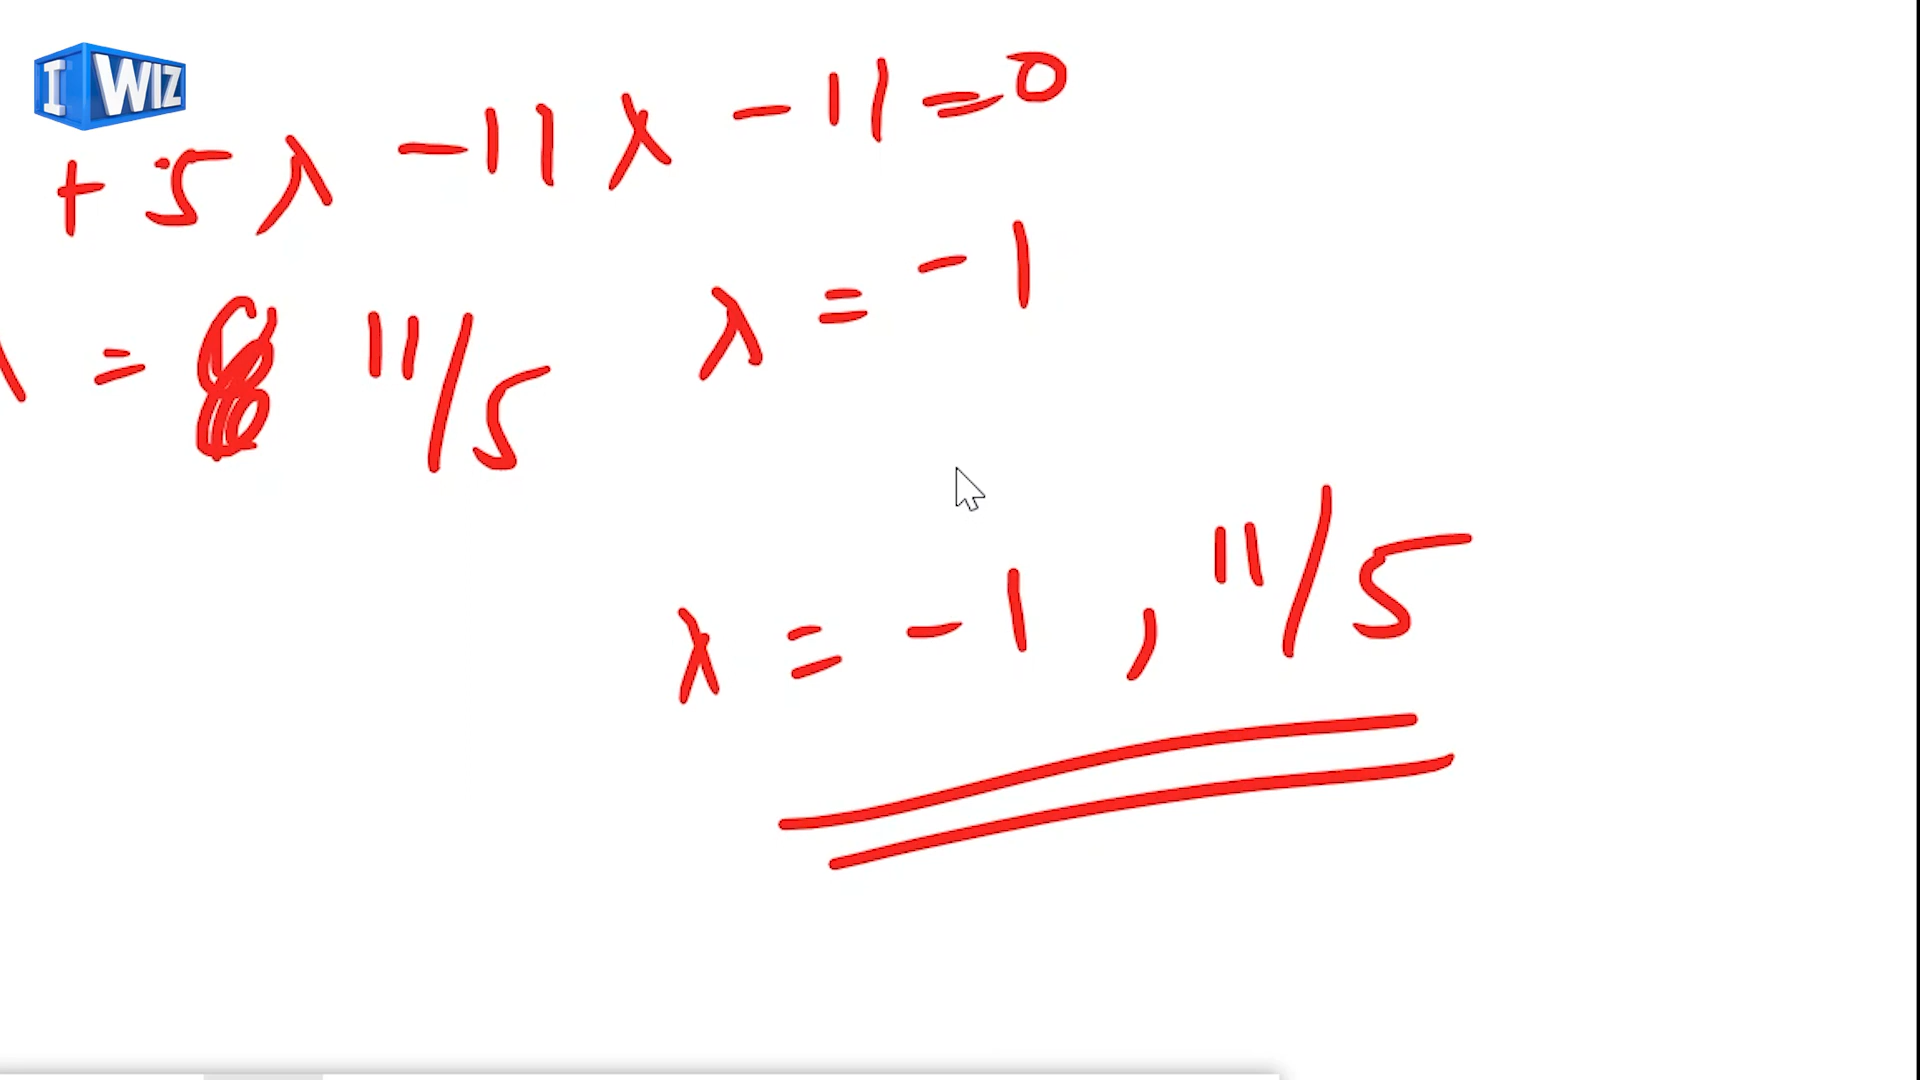 I WIZ
+ 5λ - 11λ - 11 = 0
λ = 11/5 λ = -1
λ = -1, 11/5